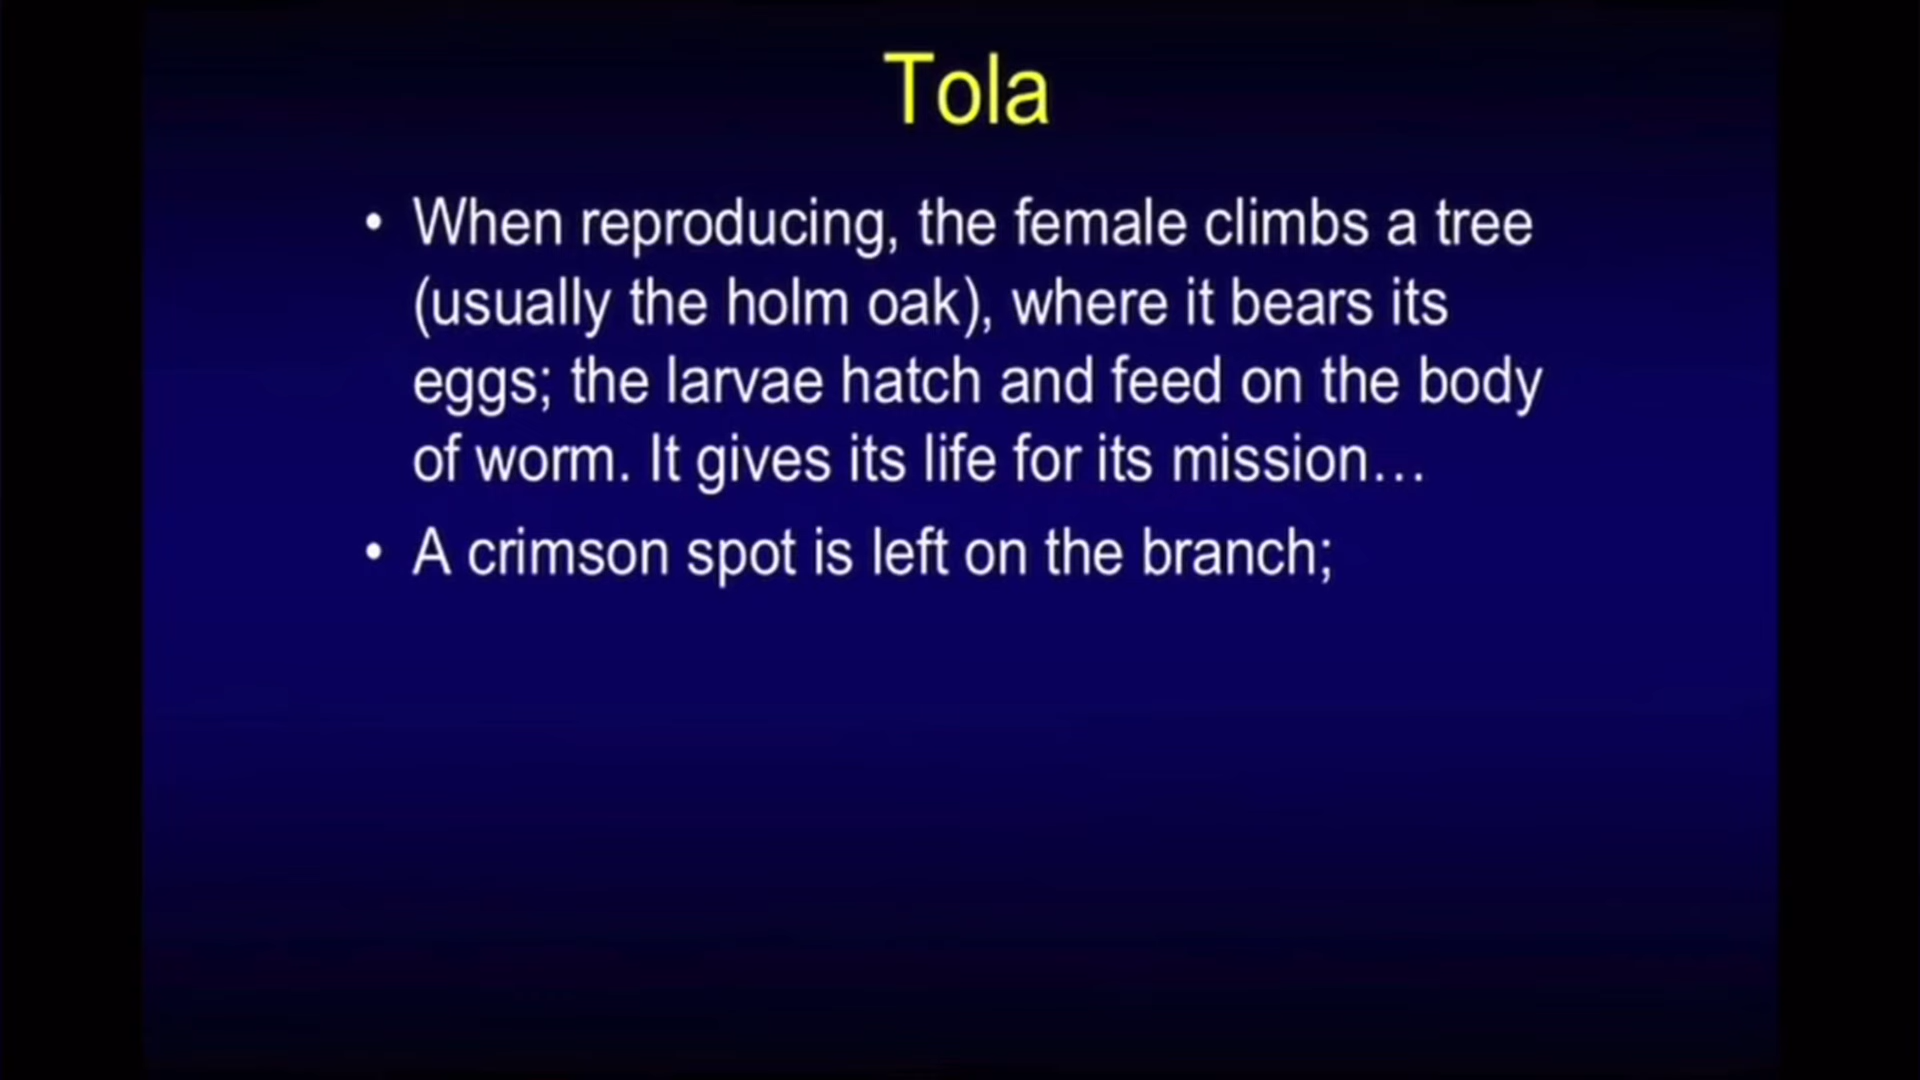 Tola
• When reproducing, the female climbs a tree
(usually the holm oak), where it bears its
eggs; the larvae hatch and feed on the body
of worm. It gives its life for its mission…
• A crimson spot is left on the branch;